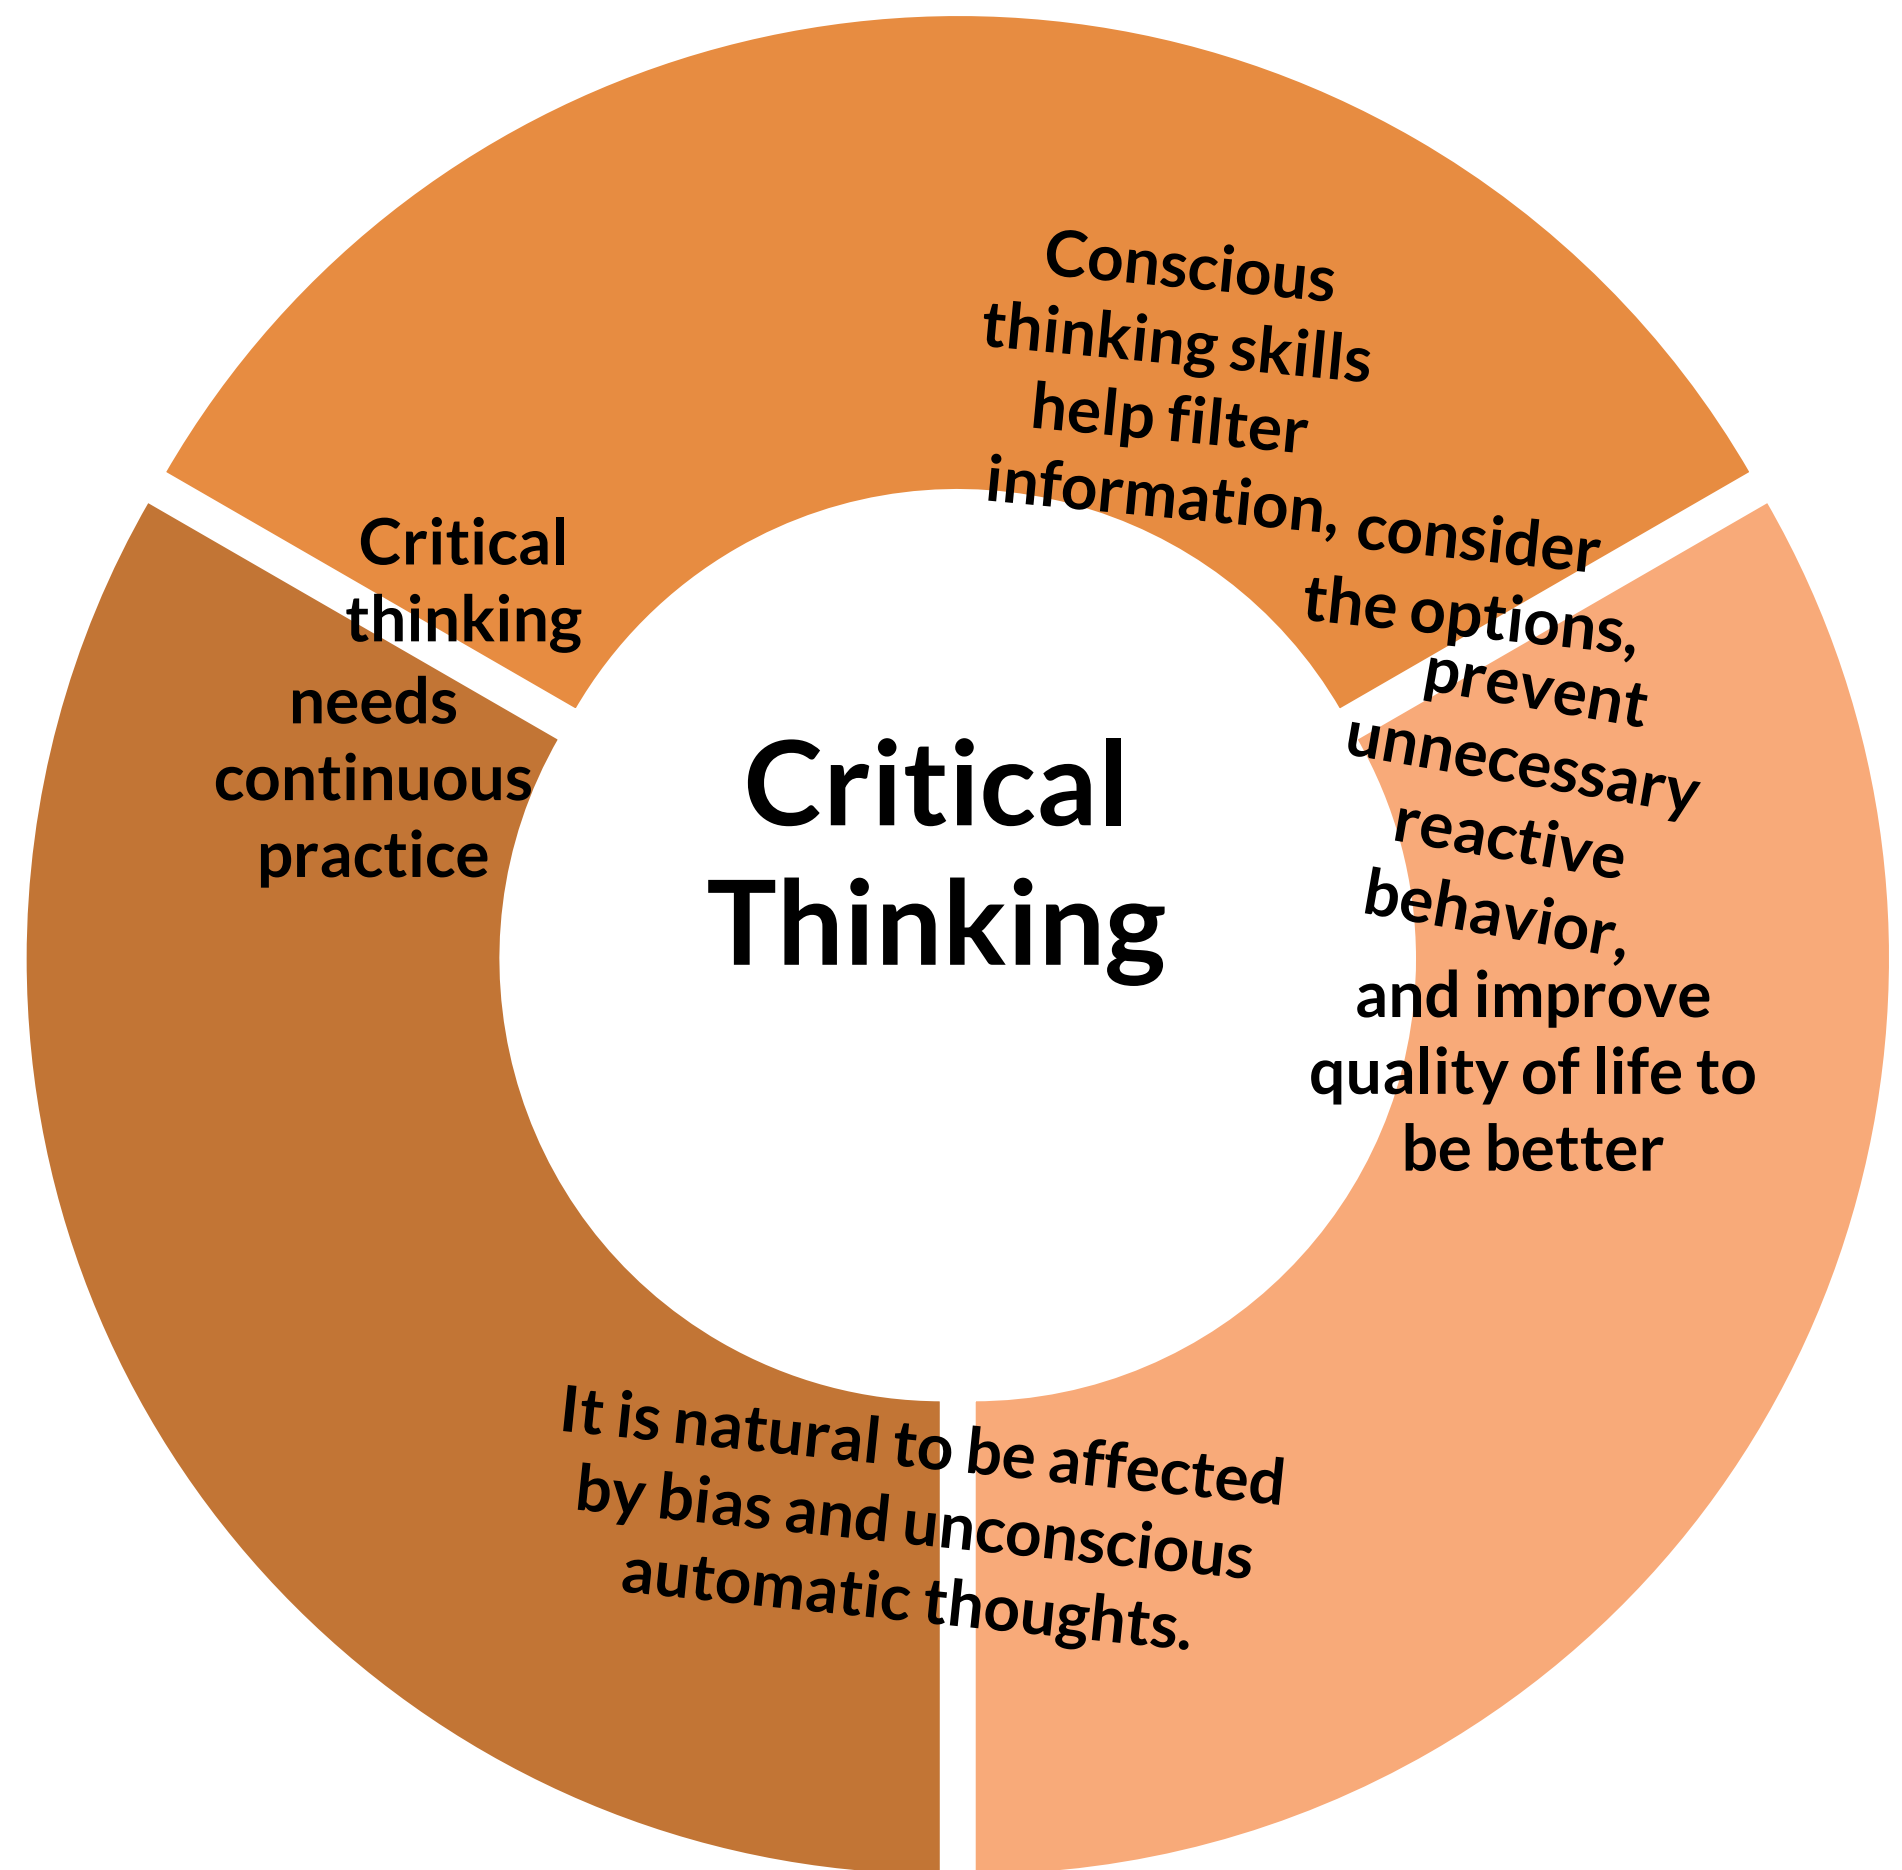 Conscious
thinking skills
help filter
information, consider
the options,
prevent
unnecessary
reactive
behavior,
and improve
quality of life to
be better
It is natural to be affected
by bias and unconscious
automatic thoughts.
Critical
thinking
needs
continuous
practice
Critical
Thinking